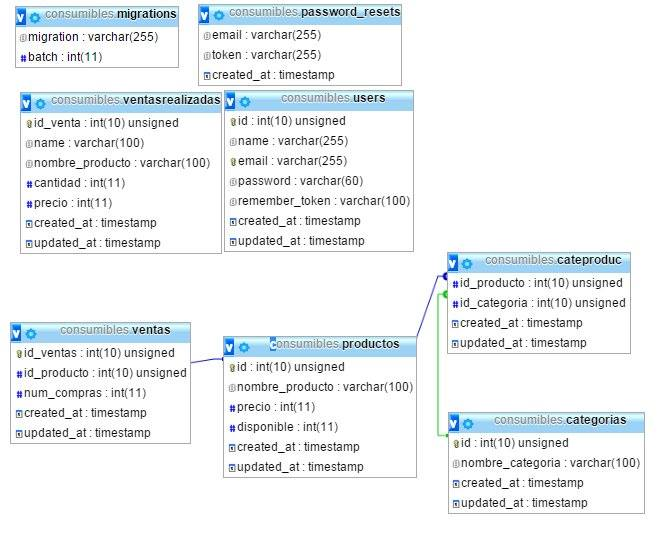 consumibles.migrations
migration : varchar(255)
batch : int(11)
consumibles.password_resets
email : varchar(255)
token : varchar(255)
created_at : timestamp
consumibles.ventasrealizadas
id_venta : int(10) unsigned
name : varchar(100)
nombre_producto : varchar(100)
cantidad : int(11)
precio : int(11)
created_at : timestamp
updated_at : timestamp
consumibles.users
id : int(10) unsigned
name : varchar(255)
email : varchar(255)
password : varchar(60)
remember_token : varchar(100)
created_at : timestamp
updated_at : timestamp
consumibles.cateproduc
id_producto : int(10) unsigned
id_categoria : int(10) unsigned
created_at : timestamp
updated_at : timestamp
consumibles.ventas
id_ventas : int(10) unsigned
id_producto : int(10) unsigned
num_compras : int(11)
created_at : timestamp
updated_at : timestamp
consumibles.productos
id : int(10) unsigned
nombre_producto : varchar(100)
precio : int(11)
disponible : int(11)
created_at : timestamp
updated_at : timestamp
consumibles.categorias
id : int(10) unsigned
nombre_categoria : varchar(100)
created_at : timestamp
updated_at : timestamp